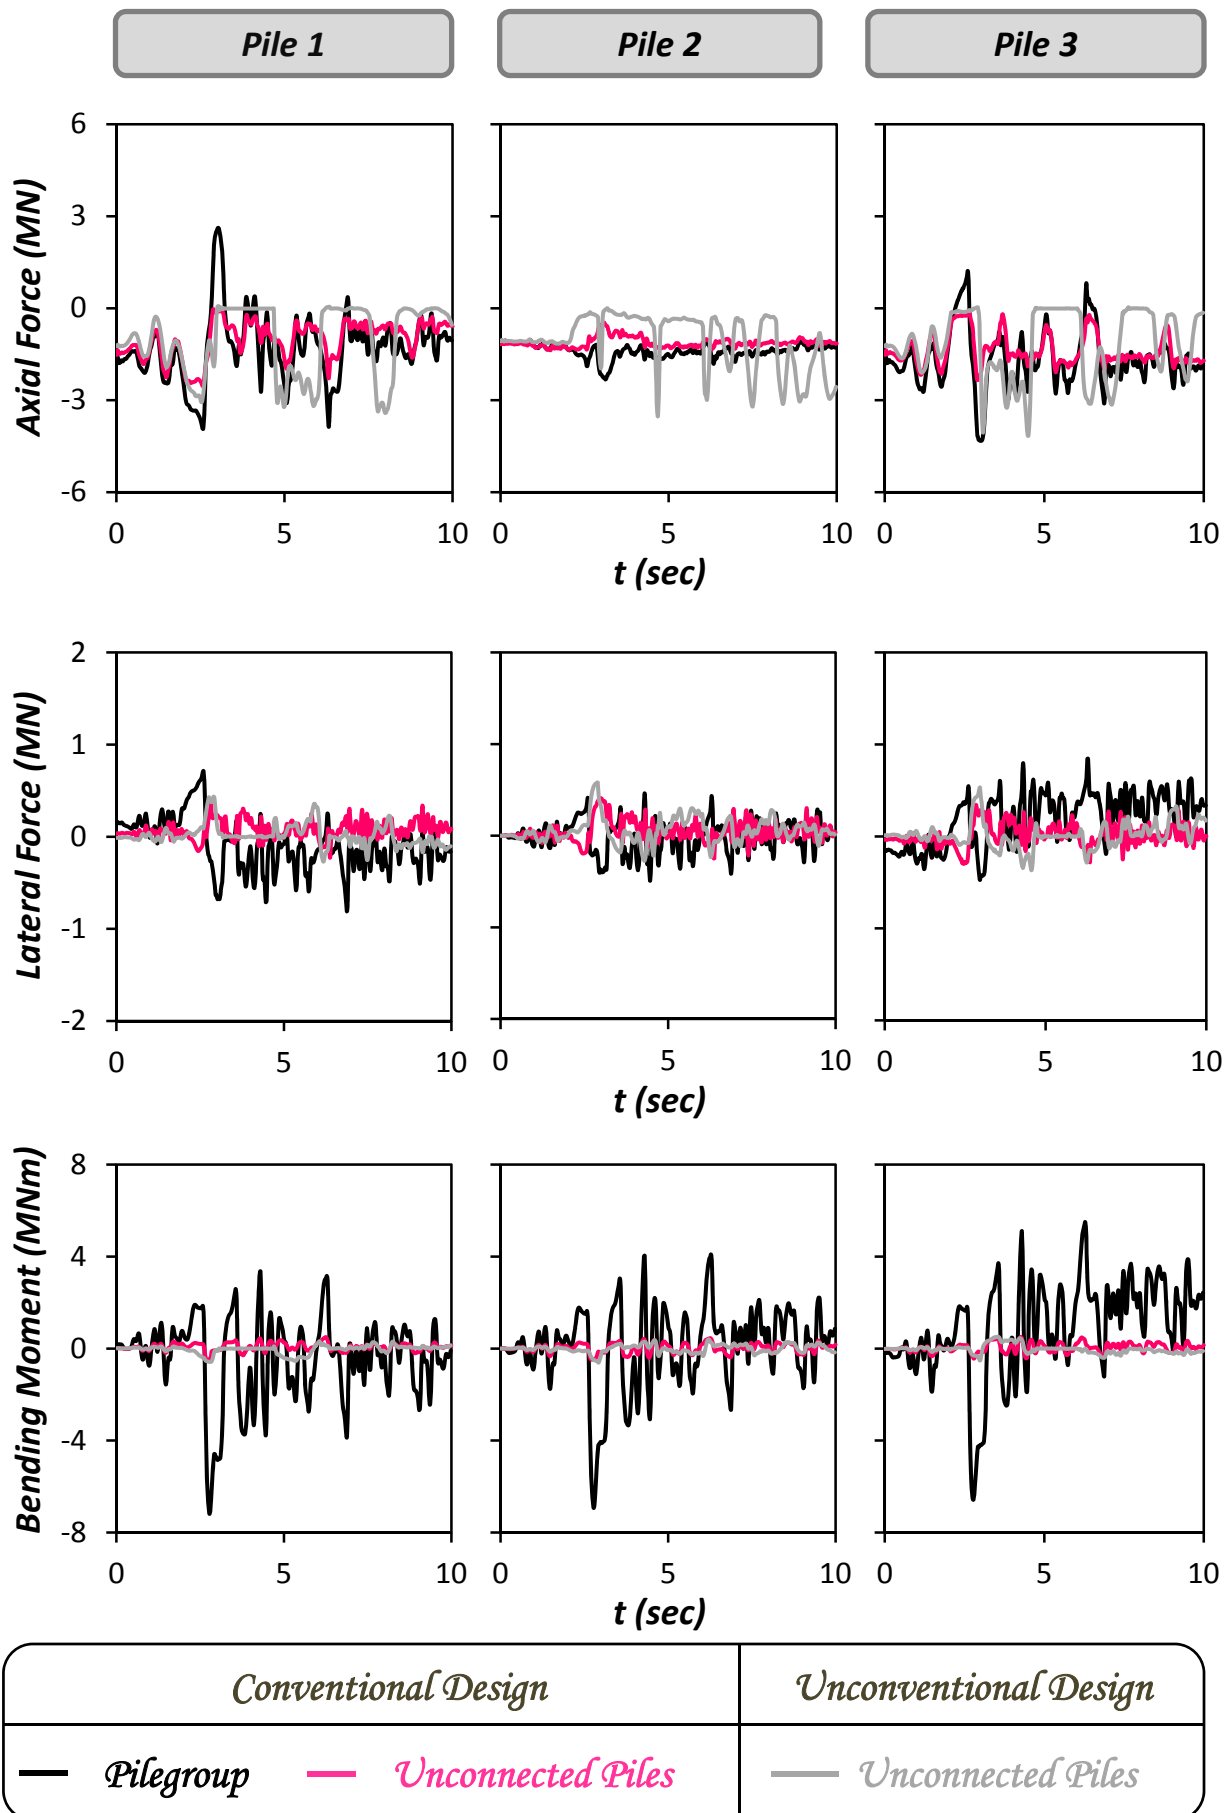 Pile 1 Pile 2 Pile 3
Axial Force (MN)
6
3
0
-3
-6
0 5 10 0 5 10 0 5 10
t (sec)
Lateral Force (MN)
2
1
0
-1
-2
0 5 10 0 5 10 0 5 10
t (sec)
Bending Moment (MNm)
8
4
0
-4
-8
0 5 10 0 5 10 0 5 10
t (sec)
Conventional Design Unconventional Design
Pilegroup Unconnected Piles Unconnected Piles